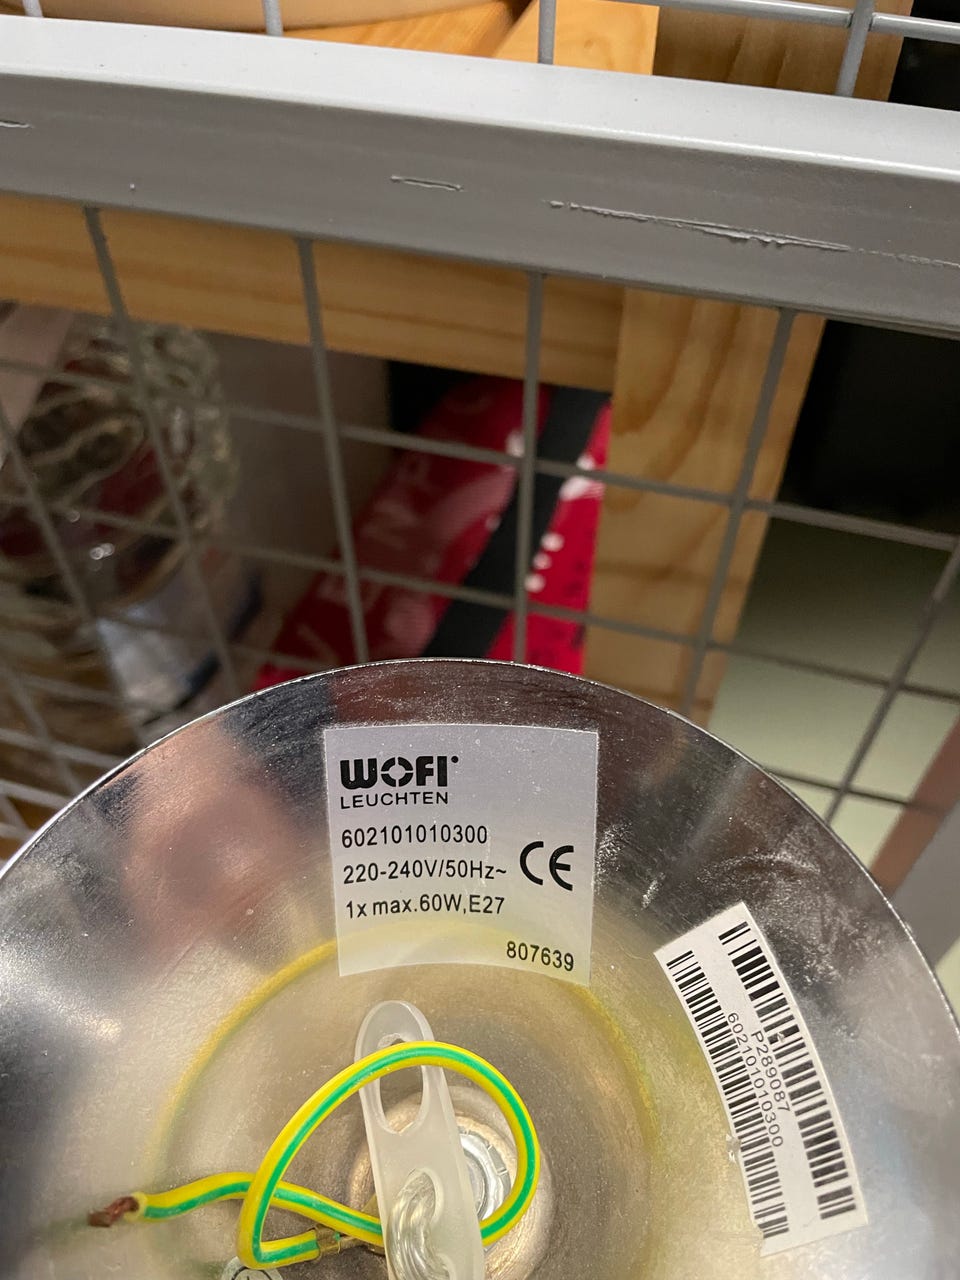 WOFI
LEUCHTEN
602101010300
220-240V/50Hz~
1x max.60W,E27
CE
807639
P289087
602101010300